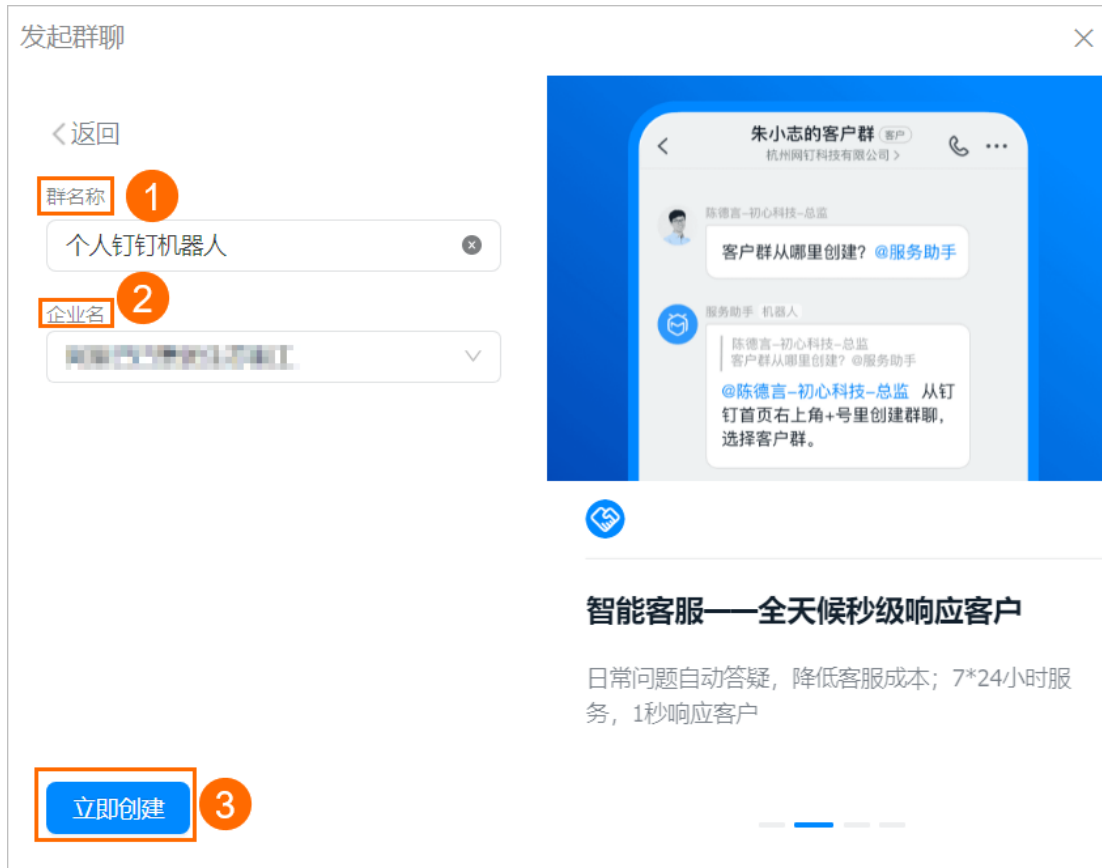 发起群聊
返回
群名称
1
个人钉钉机器人
2
企业名
立即创建
3
朱小志的客户群 客户
杭州网钉科技有限公司
陈德言-初心科技-总监
客户群从哪里创建？@服务助手
服务助手 机器人
陈德言-初心科技-总监
客户群从哪里创建？@服务助手
@陈德言-初心科技-总监 从钉
钉首页右上角+号里创建群聊，
选择客户群。
智能客服——全天候秒级响应客户
日常问题自动答疑，降低客服成本；7*24小时服
务，1秒响应客户